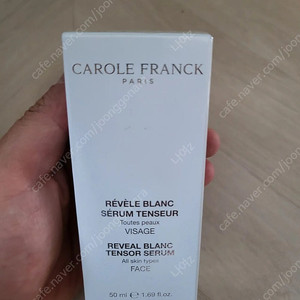 CAROLE FRANCK
PARIS
RÉVÈLE BLANC
SÉRUM TENSEUR
Toutes peaux
VISAGE
REVEAL BLANC
TENSOR SERUM
All skin types
FACE
50 ml ℮ 1.69 fl. oz.